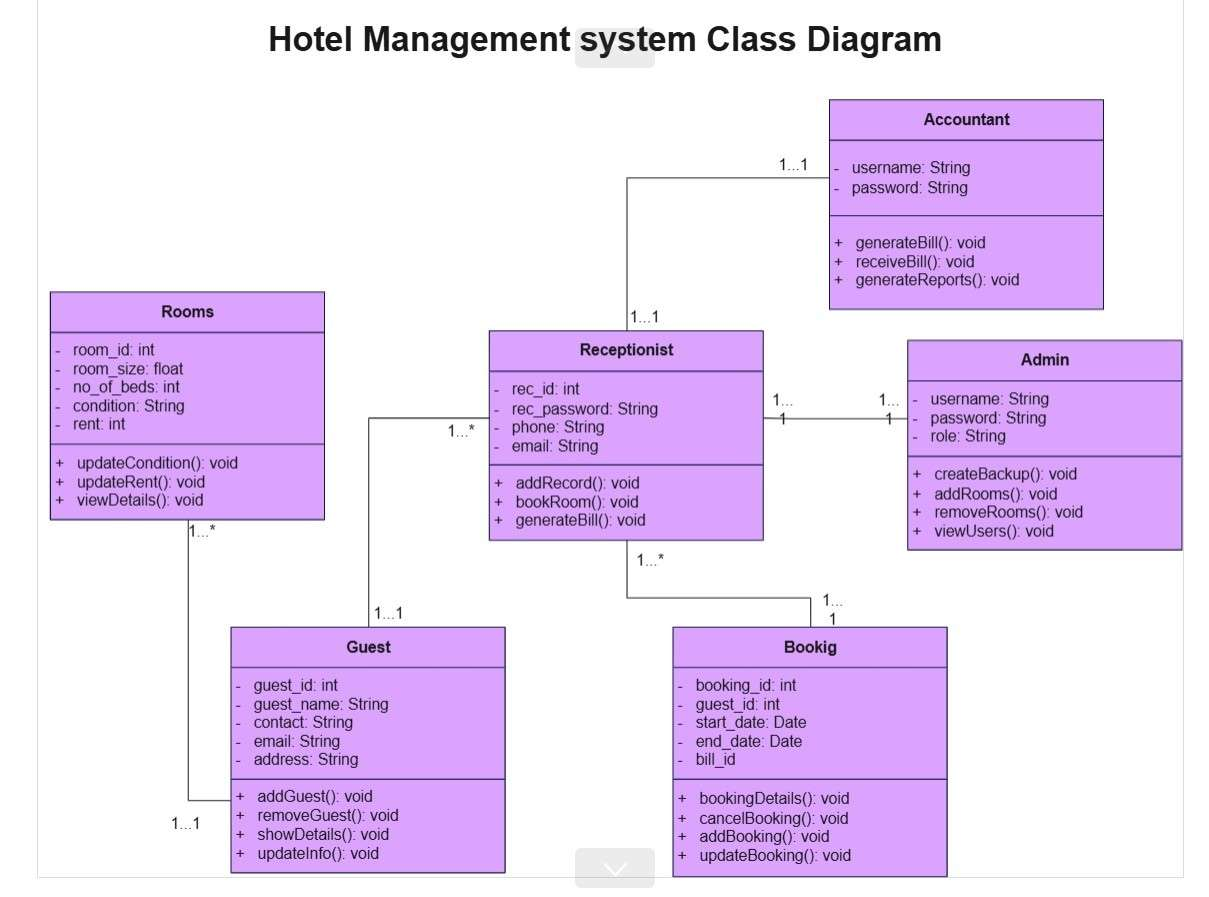 Hotel Management system Class Diagram
Accountant
- username: String
- password: String
+ generateBill(): void
+ receiveBill(): void
+ generateReports(): void
1...1
1...1
Rooms
- room_id: int
- room_size: float
- no_of_beds: int
- condition: String
- rent: int
+ updateCondition(): void
+ updateRent(): void
+ viewDetails(): void
1...*
Receptionist
- rec_id: int
- rec_password: String
- phone: String
- email: String
+ addRecord(): void
+ bookRoom(): void
+ generateBill(): void
1...
1
1...
1
1...*
1...*
Admin
- username: String
- password: String
- role: String
+ createBackup(): void
+ addRooms(): void
+ removeRooms(): void
+ viewUsers(): void
1...1
1...
1
Guest
- guest_id: int
- guest_name: String
- contact: String
- email: String
- address: String
+ addGuest(): void
+ removeGuest(): void
+ showDetails(): void
+ updateInfo(): void
1...1
Bookig
- booking_id: int
- guest_id: int
- start_date: Date
- end_date: Date
- bill_id
+ bookingDetails(): void
+ cancelBooking(): void
+ addBooking(): void
+ updateBooking(): void